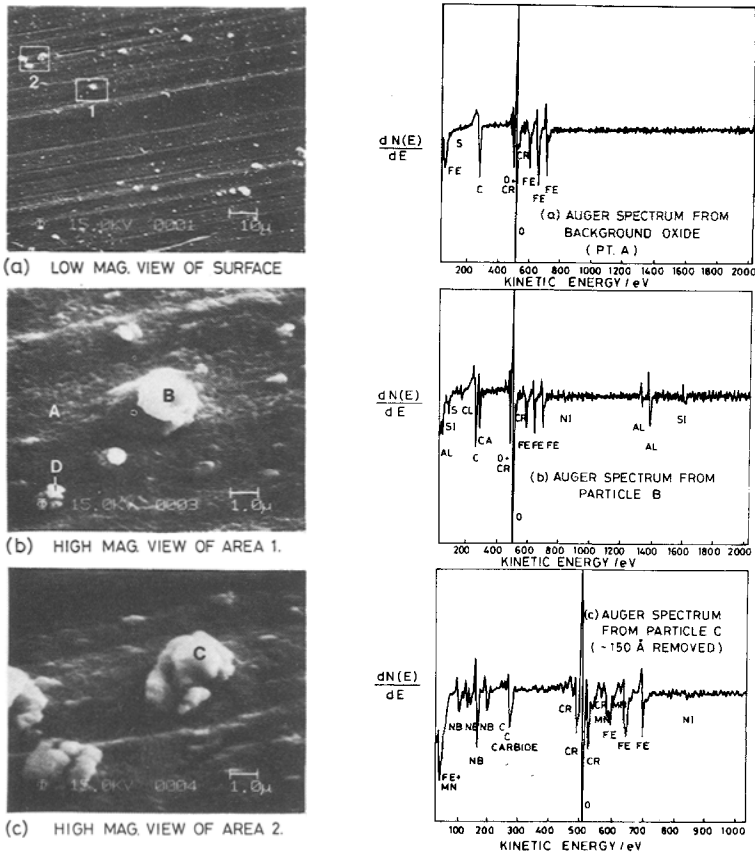 2
1
15.0KV 0001 10μ
(a) LOW MAG. VIEW OF SURFACE
dN(E)
dE
S
FE
C
O+
CR
CR
FE
FE
FE
O
(a) AUGER SPECTRUM FROM
BACKGROUND OXIDE
( PT. A )
200 400 600 800 1000 1200 1400 1600 1800 2000
KINETIC ENERGY / eV
A
B
D
15.0KV 0003 1.0μ
(b) HIGH MAG. VIEW OF AREA 1.
dN(E)
dE
S CL
SI
AL
CA
C
O+
CR
CR
FE FE FE
NI
AL
AL
SI
O
(b) AUGER SPECTRUM FROM
PARTICLE B
200 400 600 800 1000 1200 1400 1600 1800 2000
KINETIC ENERGY / eV
C
15.0KV 0004 1.0μ
(c) HIGH MAG. VIEW OF AREA 2.
(c) AUGER SPECTRUM
FROM PARTICLE C
(~150 Å REMOVED)
dN(E)
dE
NB NB NB C
NB
C
CARBIDE
FE+
MN
CR
CR
CR
CR MN
MN
FE
FE FE
NI
O
100 200 300 400 500 600 700 800 900 1000
KINETIC ENERGY / eV